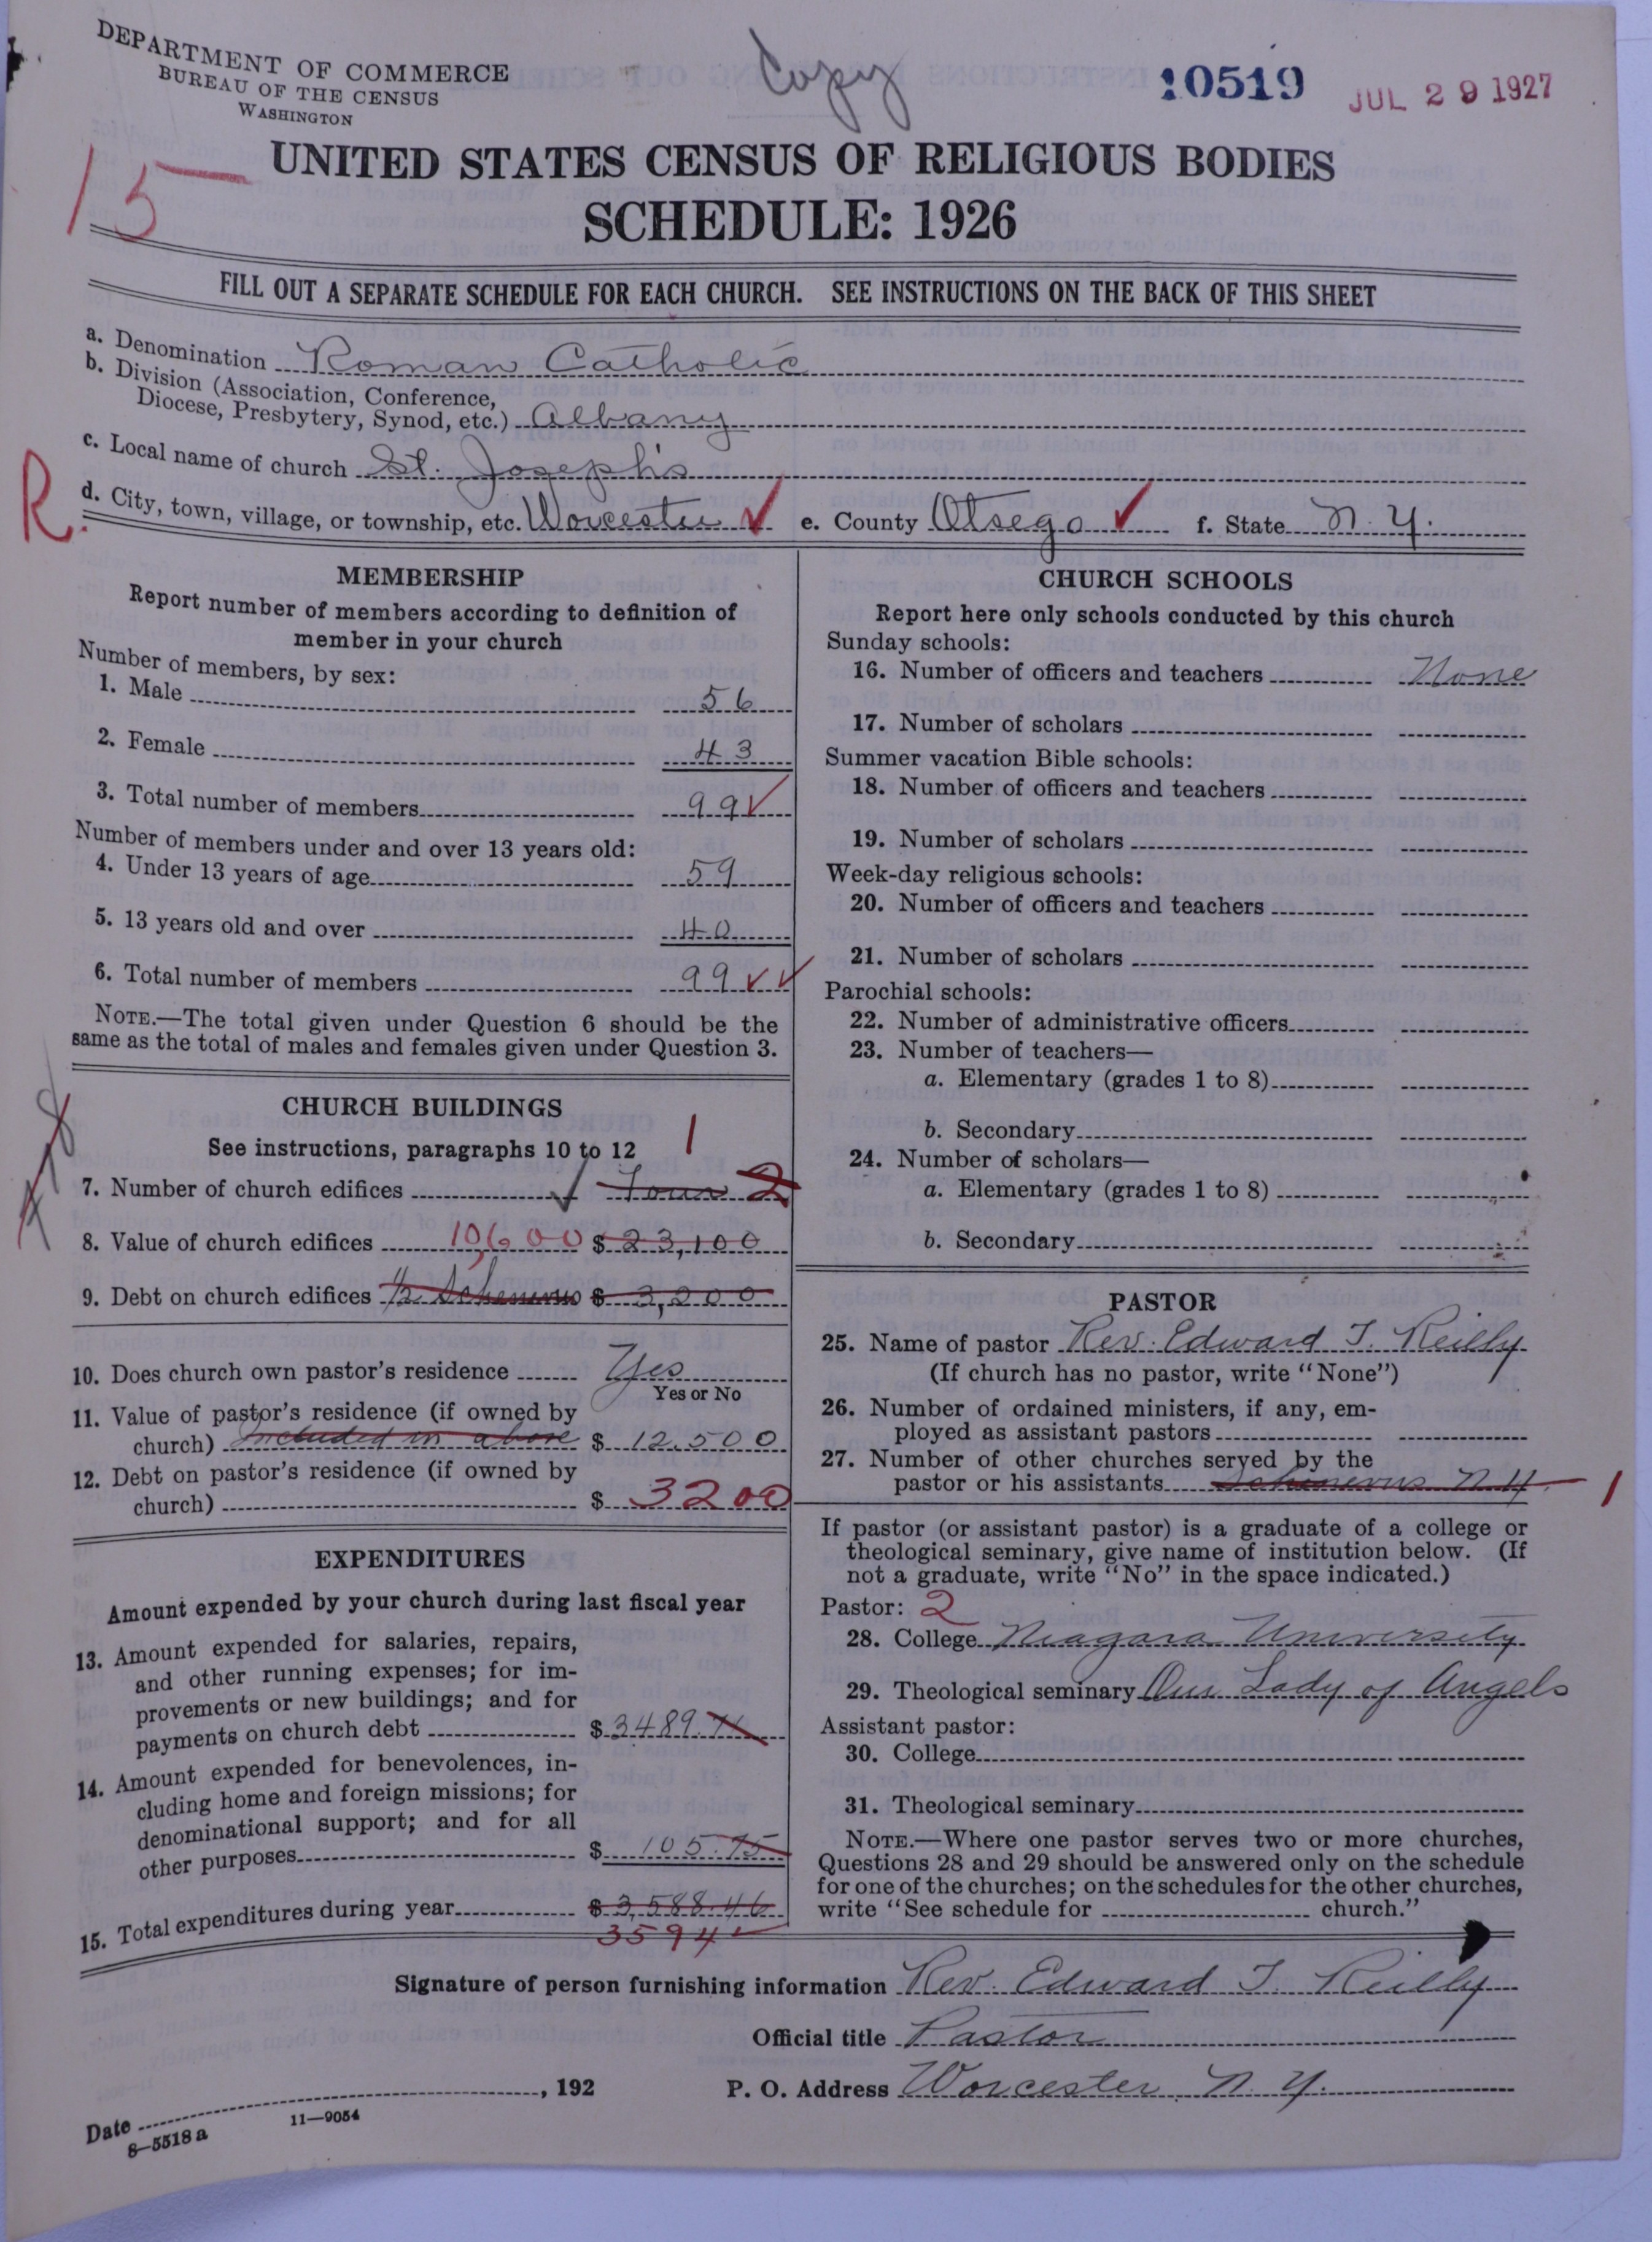 DEPARTMENT OF COMMERCE
BUREAU OF THE CENSUS
WASHINGTON
Copy
10519
JUL 29 1927
15
UNITED STATES CENSUS OF RELIGIOUS BODIES
SCHEDULE: 1926
FILL OUT A SEPARATE SCHEDULE FOR EACH CHURCH. SEE INSTRUCTIONS ON THE BACK OF THIS SHEET
a. Denomination Roman Catholic
b. Division (Association, Conference,
Diocese, Presbytery, Synod, etc.) Albany
c. Local name of church St. Joseph's
R. d. City, town, village, or township, etc. Worcester ✓ e. County Otsego ✓ f. State N. Y.
MEMBERSHIP
Report number of members according to definition of
member in your church
Number of members, by sex:
1. Male 56
2. Female 43
3. Total number of members 99 ✓
Number of members under and over 13 years old:
4. Under 13 years of age 59
5. 13 years old and over 40
6. Total number of members 99 ✓ ✓
NOTE.—The total given under Question 6 should be the
same as the total of males and females given under Question 3.
CHURCH BUILDINGS
See instructions, paragraphs 10 to 12 1
7. Number of church edifices ✓ Four 2
8. Value of church edifices 10,600 $ 23,100
9. Debt on church edifices 1/2 Schenevus $ 3,200
10. Does church own pastor's residence Yes
Yes or No
11. Value of pastor's residence (if owned by
church) Included in above $ 12,500
12. Debt on pastor's residence (if owned by
church) $ 3200
EXPENDITURES
Amount expended by your church during last fiscal year
13. Amount expended for salaries, repairs,
and other running expenses; for im-
provements or new buildings; and for
payments on church debt $ 3489.71
14. Amount expended for benevolences, in-
cluding home and foreign missions; for
denominational support; and for all
other purposes $ 105.75
15. Total expenditures during year $ 3,588.46
3594 ✓
CHURCH SCHOOLS
Report here only schools conducted by this church
Sunday schools:
16. Number of officers and teachers None
17. Number of scholars
Summer vacation Bible schools:
18. Number of officers and teachers
19. Number of scholars
Week-day religious schools:
20. Number of officers and teachers
21. Number of scholars
Parochial schools:
22. Number of administrative officers
23. Number of teachers—
a. Elementary (grades 1 to 8)
b. Secondary
24. Number of scholars—
a. Elementary (grades 1 to 8)
b. Secondary
PASTOR
25. Name of pastor Rev. Edward T. Reilly
(If church has no pastor, write "None")
26. Number of ordained ministers, if any, em-
ployed as assistant pastors
27. Number of other churches served by the
pastor or his assistants Schenevus N.Y. 1
If pastor (or assistant pastor) is a graduate of a college or
theological seminary, give name of institution below. (If
not a graduate, write "No" in the space indicated.)
Pastor: 2
28. College Niagara University
29. Theological seminary Our Lady of Angels
Assistant pastor:
30. College
31. Theological seminary
NOTE.—Where one pastor serves two or more churches,
Questions 28 and 29 should be answered only on the schedule
for one of the churches; on the schedules for the other churches,
write "See schedule for church."
Signature of person furnishing information Rev. Edward T. Reilly
Official title Pastor
Date , 192 P. O. Address Worcester N. Y.
8—5518 a 11—9054